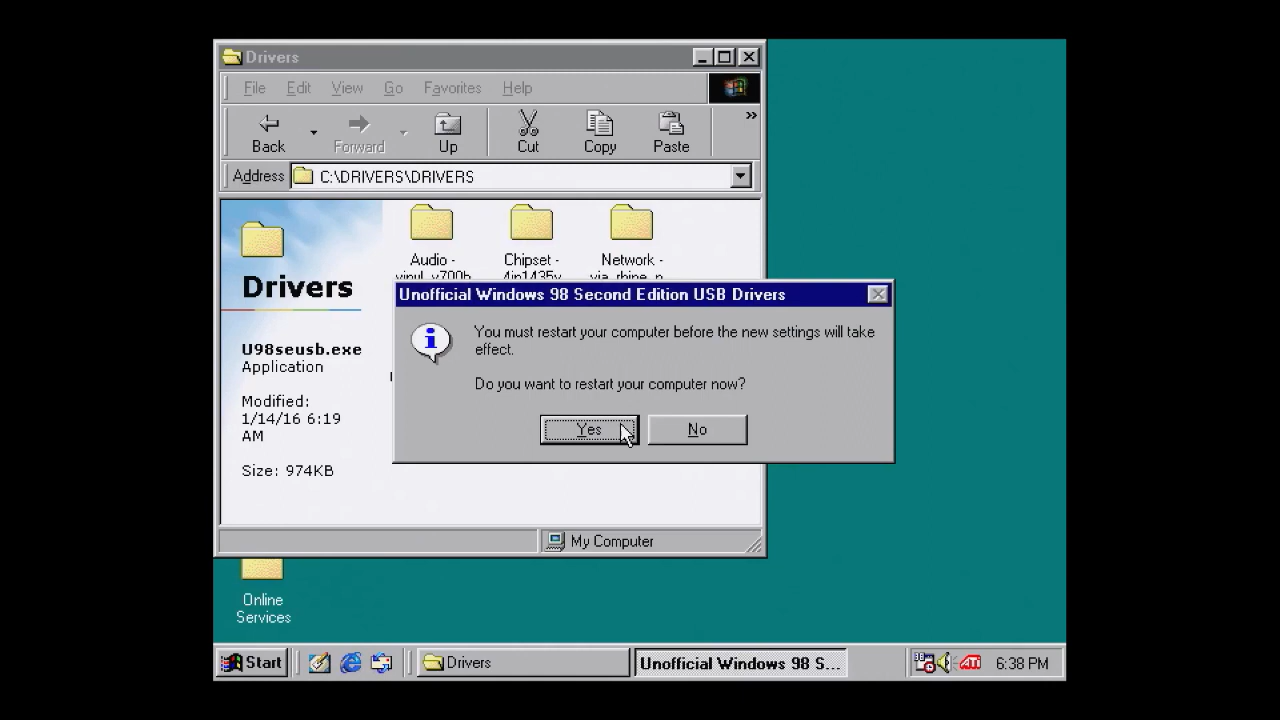 Drivers
File Edit View Go Favorites Help
Back Forward Up Cut Copy Paste »
Address C:\DRIVERS\DRIVERS
Drivers
U98seusb.exe
Application
Modified:
1/14/16 6:19
AM
Size: 974KB
Audio -
Chipset -
4in1435v
Network -
Unofficial Windows 98 Second Edition USB Drivers
You must restart your computer before the new settings will take
effect.
Do you want to restart your computer now?
Yes No
My Computer
Online
Services
Start Drivers Unofficial Windows 98 S... 6:38 PM